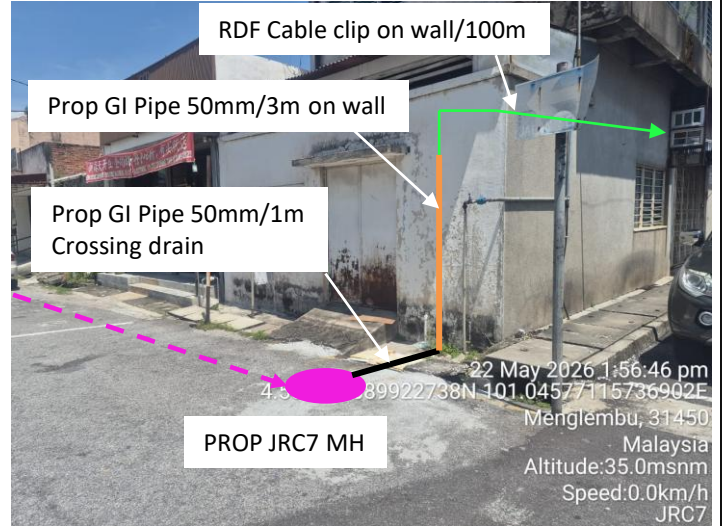 RDF Cable clip on wall/100m
Prop GI Pipe 50mm/3m on wall
Prop GI Pipe 50mm/1m
Crossing drain
PROP JRC7 MH
22 May 2026 1:56:46 pm
89922738N 101.04577115736902E
Menglembu, 31450
Malaysia
Altitude:35.0msnm
Speed:0.0km/h
JRC7